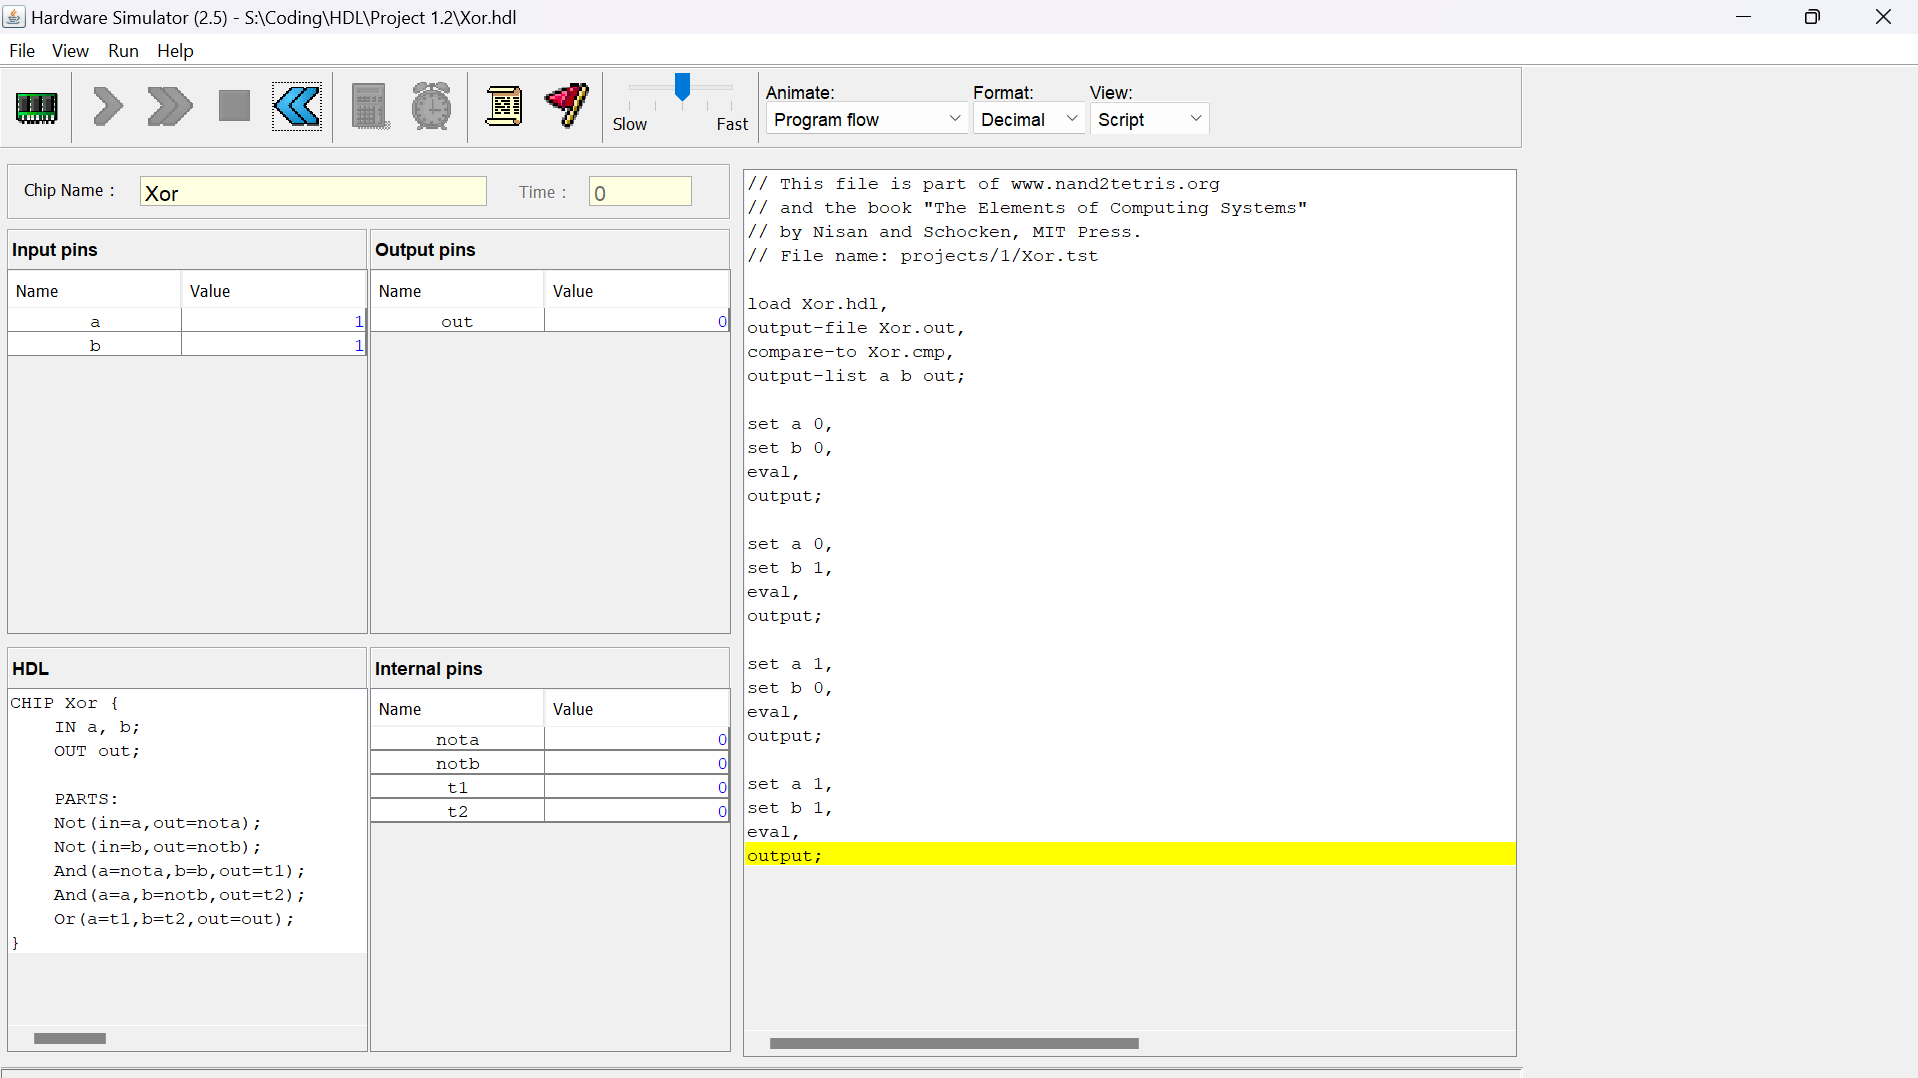 Hardware Simulator (2.5) - S:\Coding\HDL\Project 1.2\Xor.hdl
File View Run Help
Slow Fast
Animate: Format: View:
Program flow Decimal Script
Chip Name : Xor Time : 0
Input pins
Name Value
a 1
b 1
Output pins
Name Value
out 0
HDL
CHIP Xor {
IN a, b;
OUT out;
PARTS:
Not(in=a,out=nota);
Not(in=b,out=notb);
And(a=nota,b=b,out=t1);
And(a=a,b=notb,out=t2);
Or(a=t1,b=t2,out=out);
}
Internal pins
Name Value
nota 0
notb 0
t1 0
t2 0
// This file is part of www.nand2tetris.org
// and the book "The Elements of Computing Systems"
// by Nisan and Schocken, MIT Press.
// File name: projects/1/Xor.tst
load Xor.hdl,
output-file Xor.out,
compare-to Xor.cmp,
output-list a b out;
set a 0,
set b 0,
eval,
output;
set a 0,
set b 1,
eval,
output;
set a 1,
set b 0,
eval,
output;
set a 1,
set b 1,
eval,
output;